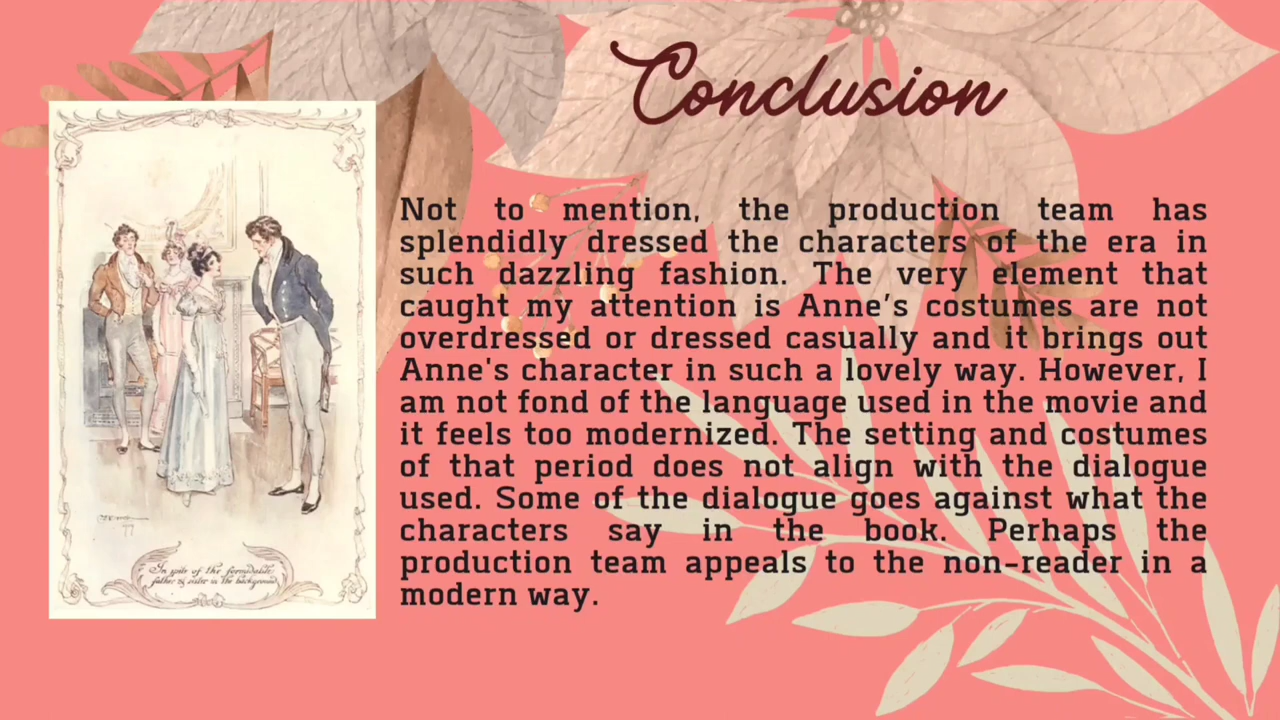 Conclusion
Not to mention, the production team has
splendidly dressed the characters of the era in
such dazzling fashion. The very element that
caught my attention is Anne’s costumes are not
overdressed or dressed casually and it brings out
Anne's character in such a lovely way. However, I
am not fond of the language used in the movie and
it feels too modernized. The setting and costumes
of that period does not align with the dialogue
used. Some of the dialogue goes against what the
characters say in the book. Perhaps the
production team appeals to the non-reader in a
modern way.
In spite of the formidable
father & sister in the background